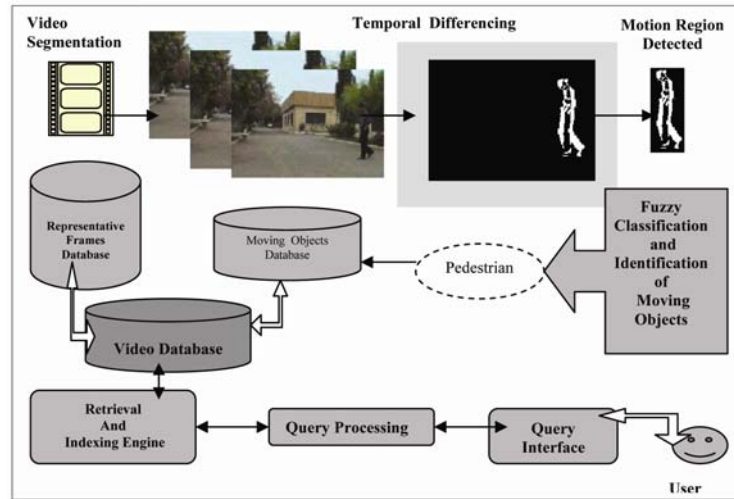 Video
Segmentation
Temporal Differencing
Motion Region
Detected
Representative
Frames
Database
Moving Objects
Database
Pedestrian
Fuzzy
Classification
and
Identification
of
Moving
Objects
Video Database
Retrieval
And
Indexing Engine
Query Processing
Query
Interface
User